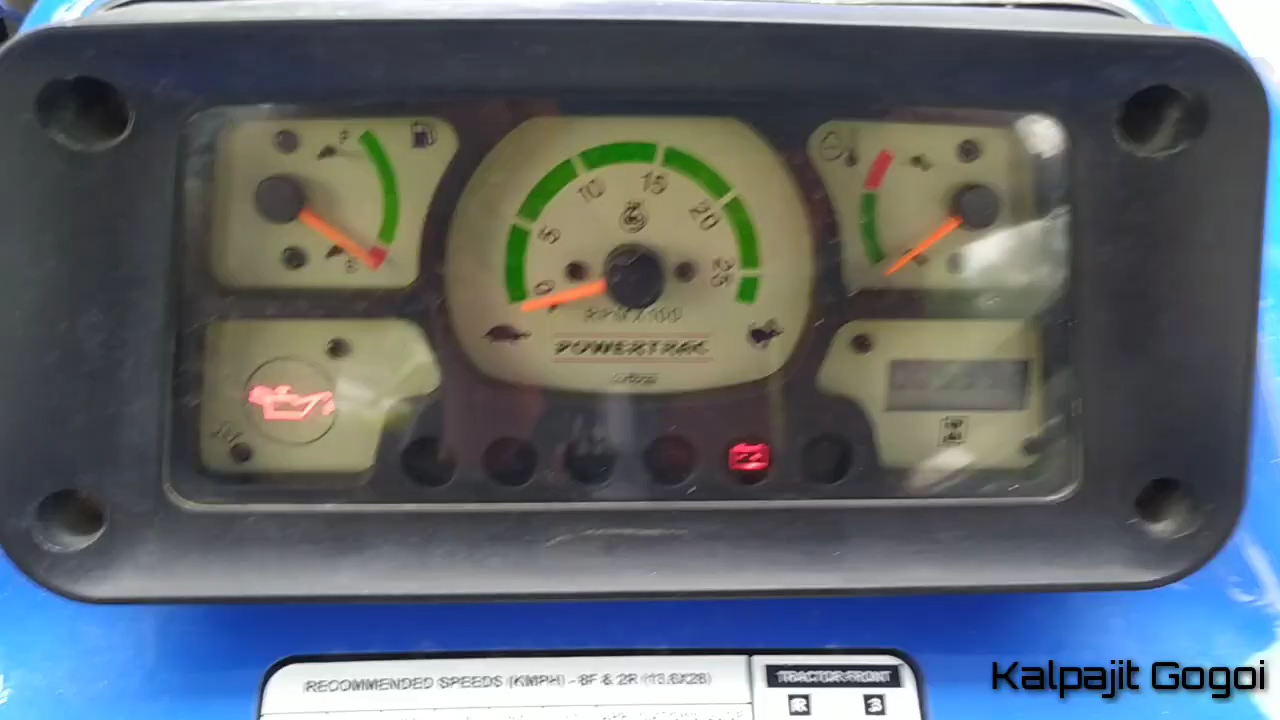 F
E
0
5
10
15
20
25
RPM X 100
POWERTRAC
RECOMMENDED SPEEDS (KMPH) - 8F & 2R (13.6X28)
TRACTOR FRONT
R 3
Kalpajit Gogoi